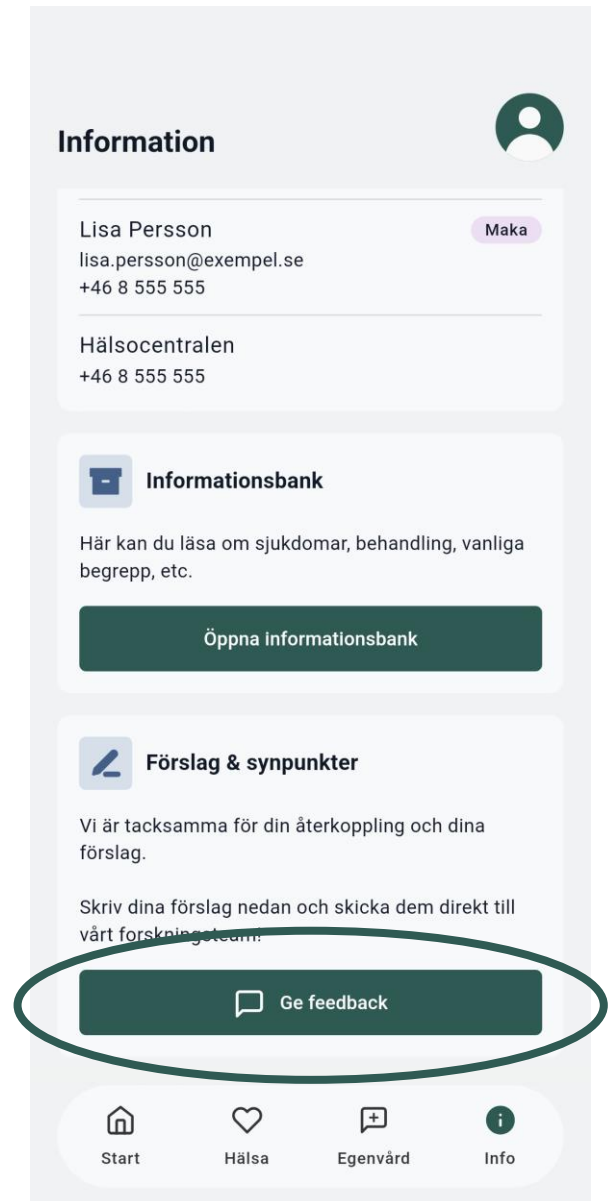 Information
Lisa Persson
Maka
lisa.persson@exempel.se
+46 8 555 555
Hälsocentralen
+46 8 555 555
Informationsbank
Här kan du läsa om sjukdomar, behandling, vanliga
begrepp, etc.
Öppna informationsbank
Förslag & synpunkter
Vi är tacksamma för din återkoppling och dina
förslag.
Skriv dina förslag nedan och skicka dem direkt till
vårt forskningsteam!
Ge feedback
Start
Hälsa
Egenvård
Info